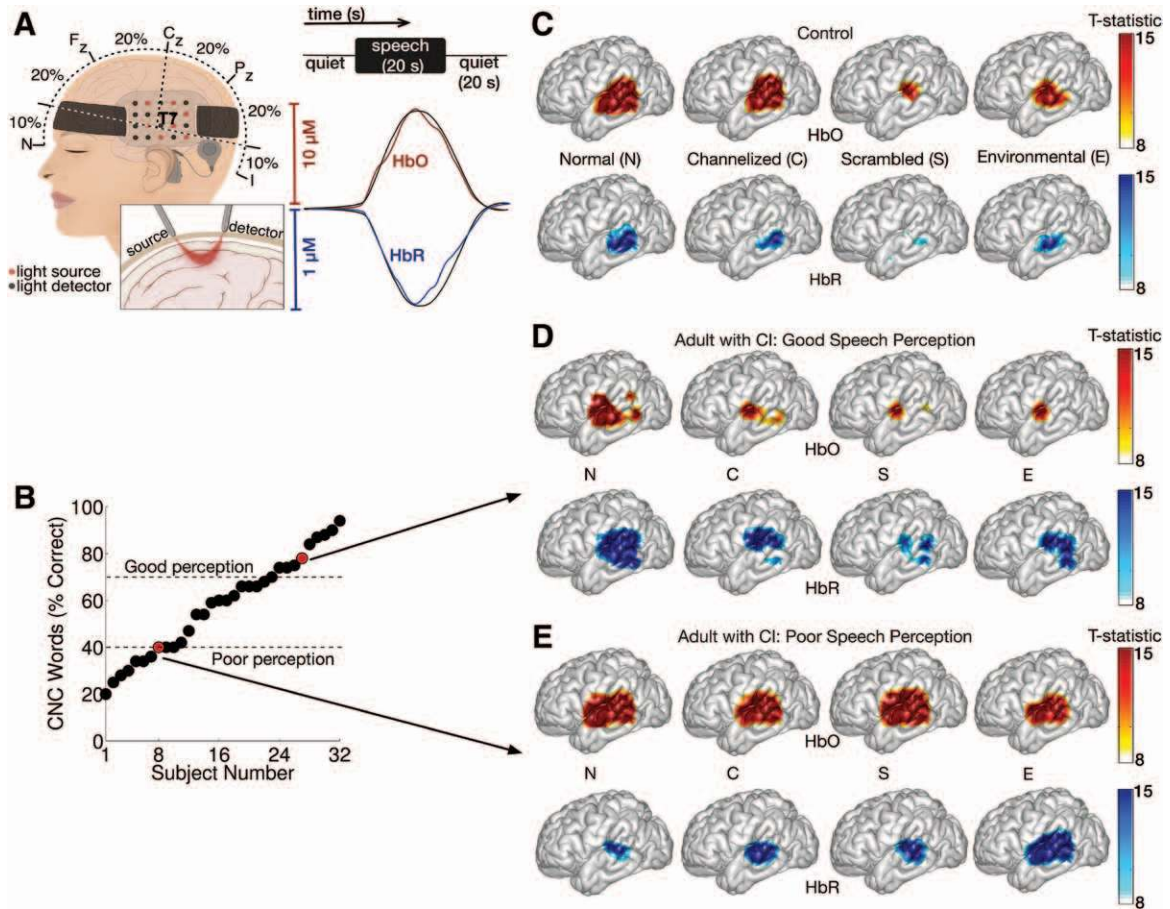 A
time (s)
speech
(20 s)
quiet
quiet
(20 s)
Fz
20%
Cz
20%
Pz
20%
20%
10%
N
T7
10%
I
source
detector
light source
light detector
10 μM
HbO
1 μM
HbR
C
Control
T-statistic
15
8
HbO
Normal (N)
Channelized (C)
Scrambled (S)
Environmental (E)
15
8
HbR
D
Adult with CI: Good Speech Perception
T-statistic
15
8
HbO
N
C
S
E
15
8
HbR
B
CNC Words (% Correct)
100
80
60
40
20
0
Good perception
Poor perception
1
8
16
24
32
Subject Number
E
Adult with CI: Poor Speech Perception
T-statistic
15
8
HbO
N
C
S
E
15
8
HbR